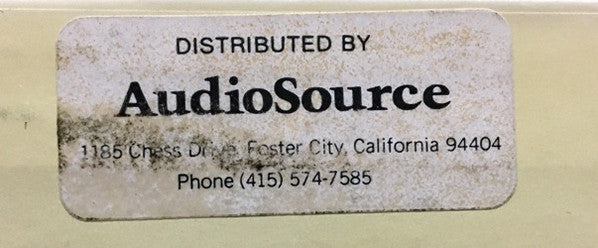 DISTRIBUTED BY
AudioSource
1185 Chess Drive, Foster City, California 94404
Phone (415) 574-7585